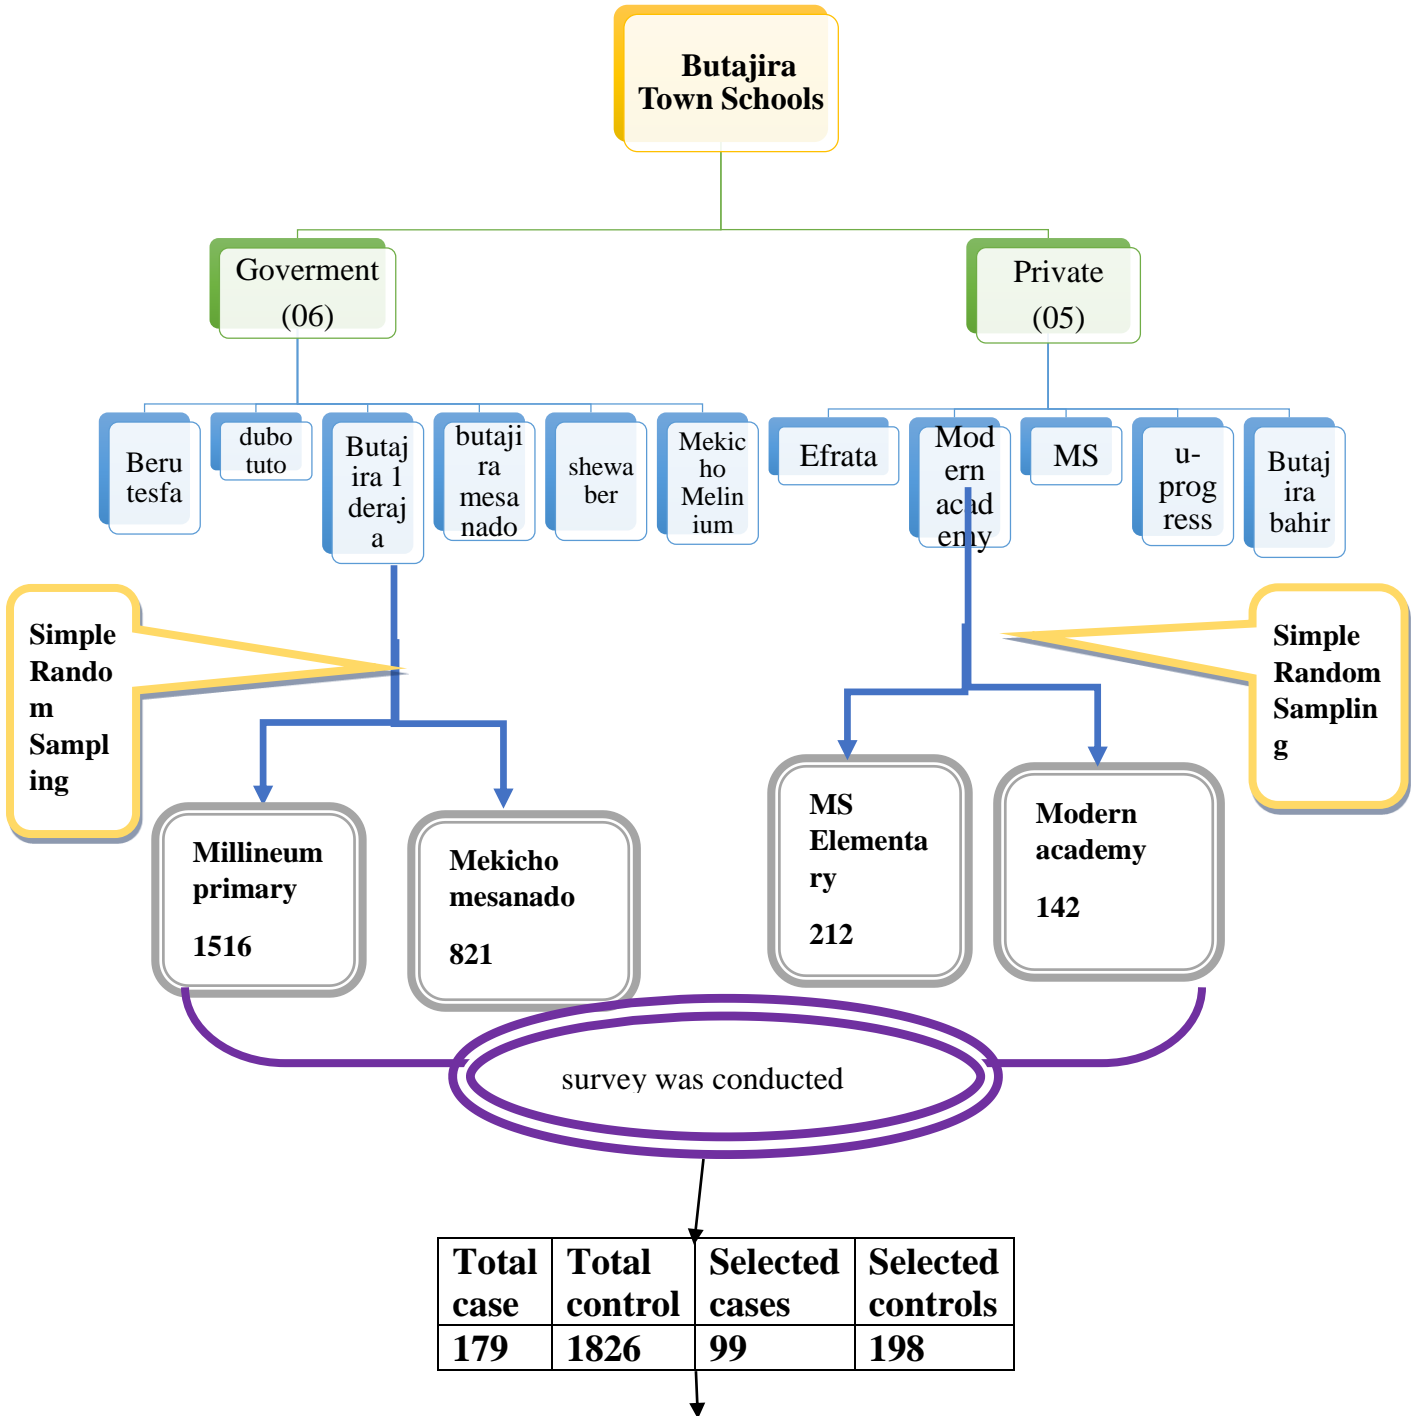 Butajira
Town Schools
Goverment
(06)
Private
(05)
Beru
tesfa
dubo
tuto
Butaj
ira 1
deraj
a
butaji
ra
mesa
nado
shewa
ber
Mekic
ho
Melin
ium
Efrata
Mod
ern
acad
emy
MS
u-
prog
ress
Butaj
ira
bahir
Simple
Rando
m
Sampl
ing
Simple
Random
Samplin
g
Millineum
primary
1516
Mekicho
mesanado
821
MS
Elementa
ry
212
Modern
academy
142
survey was conducted
Total case
Total control
Selected cases
Selected controls
179
1826
99
198